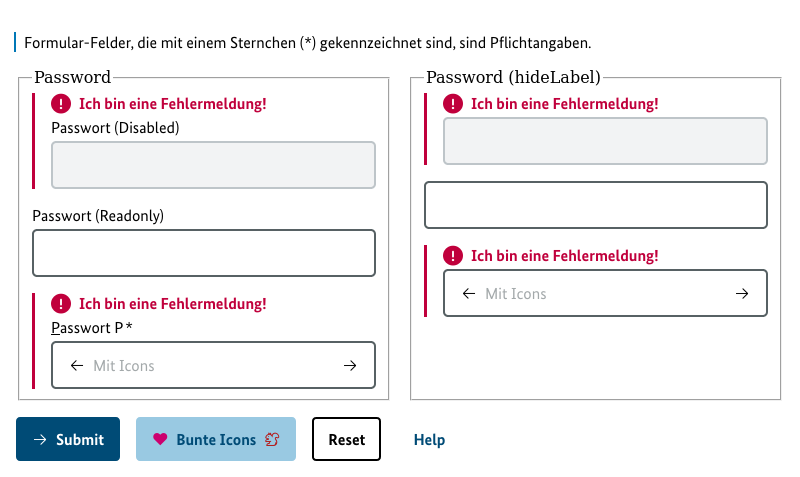 Formular-Felder, die mit einem Sternchen (*) gekennzeichnet sind, sind Pflichtangaben.
Password
Ich bin eine Fehlermeldung!
Passwort (Disabled)
Passwort (Readonly)
Ich bin eine Fehlermeldung!
Passwort P *
Mit Icons
Password (hideLabel)
Ich bin eine Fehlermeldung!
Ich bin eine Fehlermeldung!
Mit Icons
Submit
Bunte Icons
Reset
Help